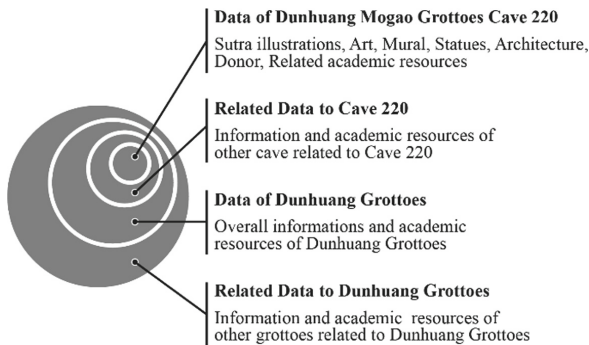 Data of Dunhuang Mogao Grottoes Cave 220
Sutra illustrations, Art, Mural, Statues, Architecture,
Donor, Related academic resources
Related Data to Cave 220
Information and academic resources of
other cave related to Cave 220
Data of Dunhuang Grottoes
Overall informations and academic
resources of Dunhuang Grottoes
Related Data to Dunhuang Grottoes
Information and academic resources of
other grottoes related to Dunhuang Grottoes